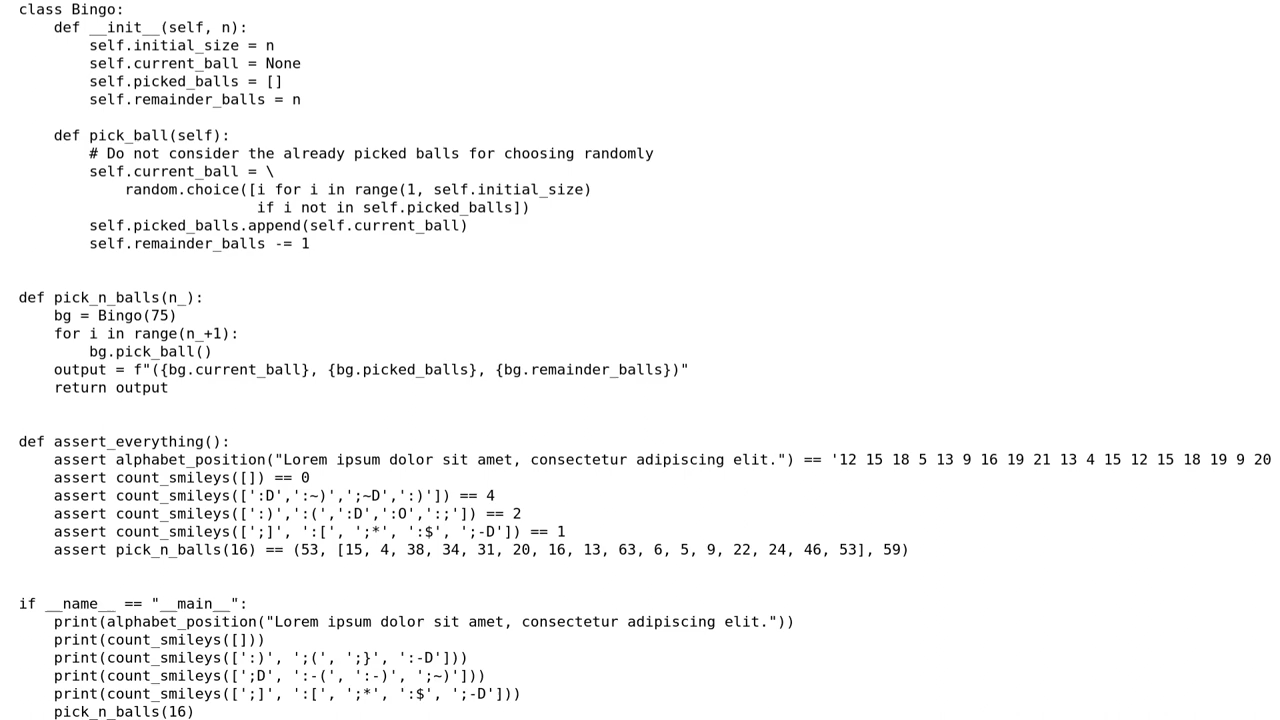 class Bingo:
    def __init__(self, n):
        self.initial_size = n
        self.current_ball = None
        self.picked_balls = []
        self.remainder_balls = n

    def pick_ball(self):
        # Do not consider the already picked balls for choosing randomly
        self.current_ball = \
            random.choice([i for i in range(1, self.initial_size)
                           if i not in self.picked_balls])
        self.picked_balls.append(self.current_ball)
        self.remainder_balls -= 1


def pick_n_balls(n_):
    bg = Bingo(75)
    for i in range(n_+1):
        bg.pick_ball()
    output = f"({bg.current_ball}, {bg.picked_balls}, {bg.remainder_balls})"
    return output


def assert_everything():
    assert alphabet_position("Lorem ipsum dolor sit amet, consectetur adipiscing elit.") == '12 15 18 5 13 9 16 19 21 13 4 15 12 15 18 19 9 20
    assert count_smileys([]) == 0
    assert count_smileys([':D',':~)',';~D',':)']) == 4
    assert count_smileys([':)',':(',':D',':O',':;']) == 2
    assert count_smileys([';]', ':[', ';*', ':$', ';-D']) == 1
    assert pick_n_balls(16) == (53, [15, 4, 38, 34, 31, 20, 16, 13, 63, 6, 5, 9, 22, 24, 46, 53], 59)


if __name__ == "__main__":
    print(alphabet_position("Lorem ipsum dolor sit amet, consectetur adipiscing elit."))
    print(count_smileys([]))
    print(count_smileys([':)', ';(', ';}', ':-D']))
    print(count_smileys([';D', ':-(', ':-)', ';~)']))
    print(count_smileys([';]', ':[', ';*', ':$', ';-D']))
    pick_n_balls(16)